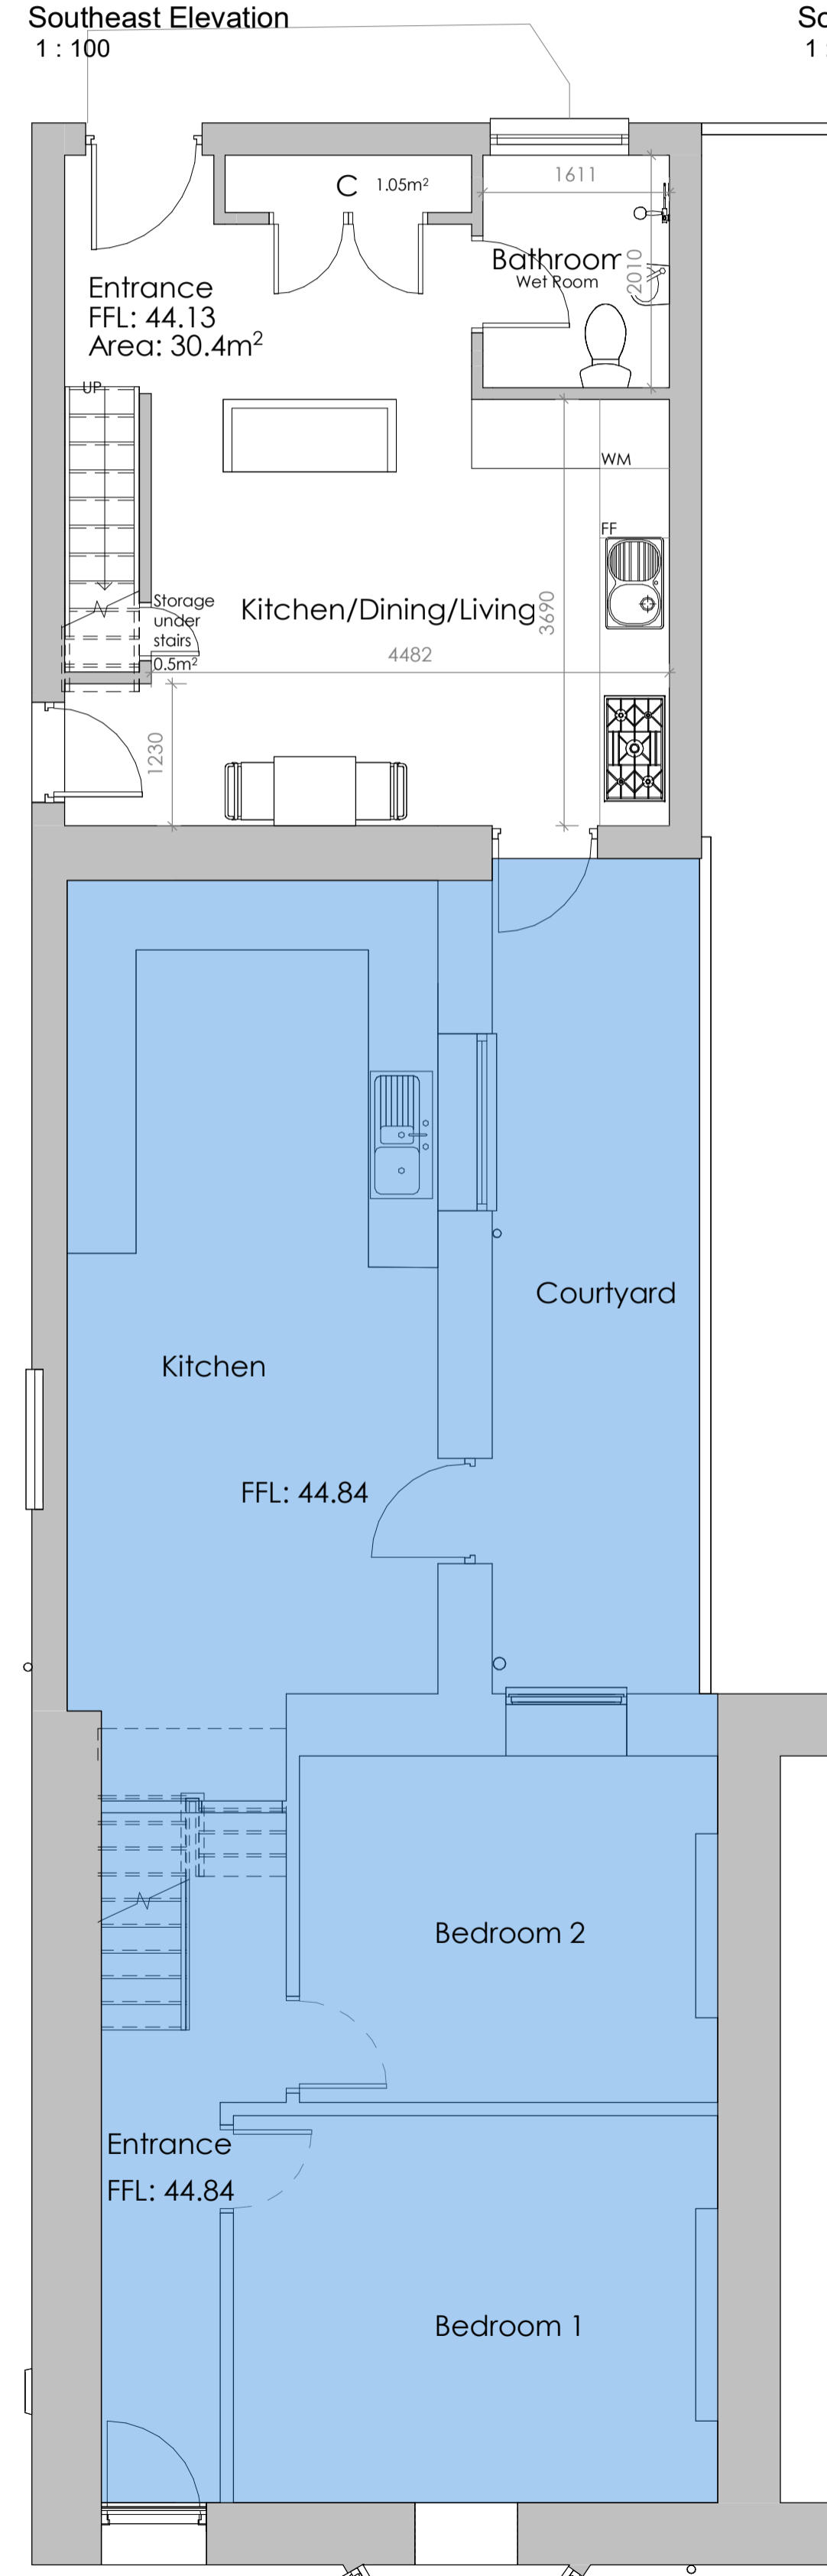 Southeast Elevation
So
1 : 100
1 :
1611
C 1.05m²
Bathroom
Wet Room
2010
Entrance
FFL: 44.13
Area: 30.4m²
UP
WM
FF
Storage
under
stairs
0.5m²
Kitchen/Dining/Living
3690
4482
1230
Courtyard
Kitchen
FFL: 44.84
Bedroom 2
Entrance
FFL: 44.84
Bedroom 1